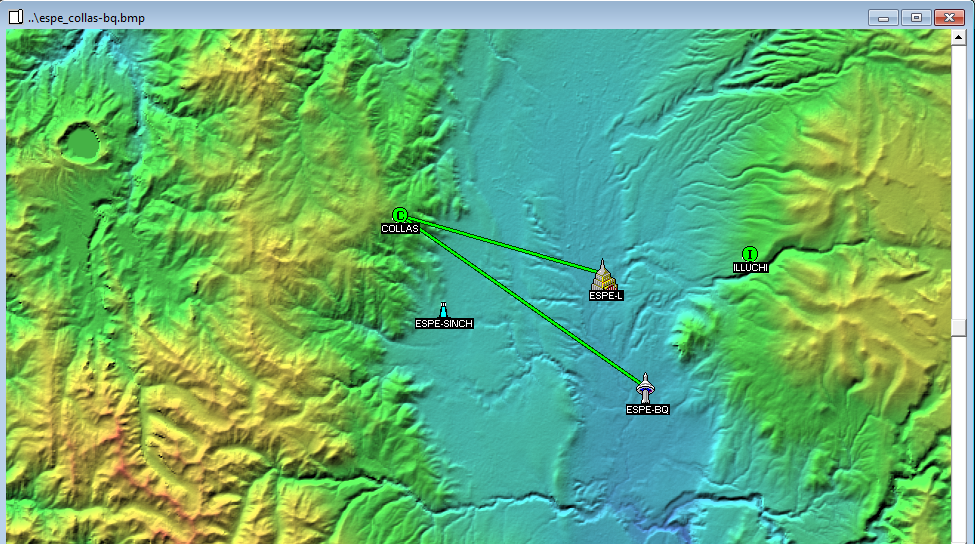 ..\espe_collas-bq.bmp
C
COLLAS
I
ILLUCHI
ESPE-L
ESPE-SINCH
ESPE-BQ